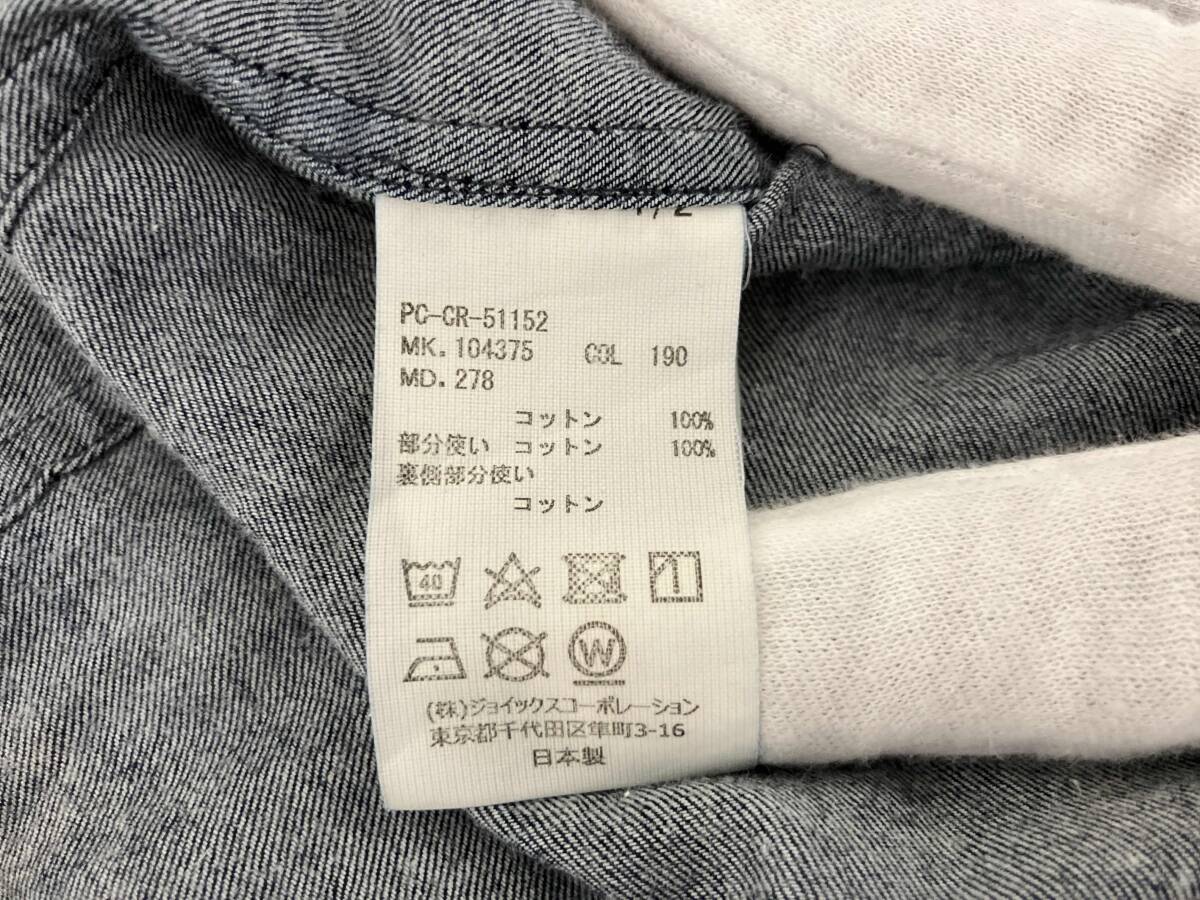 1/2
PC-CR-51152
MK. 104375 COL 190
MD. 278
コットン 100%
部分使い コットン 100%
裏側部分使い
コットン
40
W
(株)ジョイックスコーポレーション
東京都千代田区隼町3-16
日本製